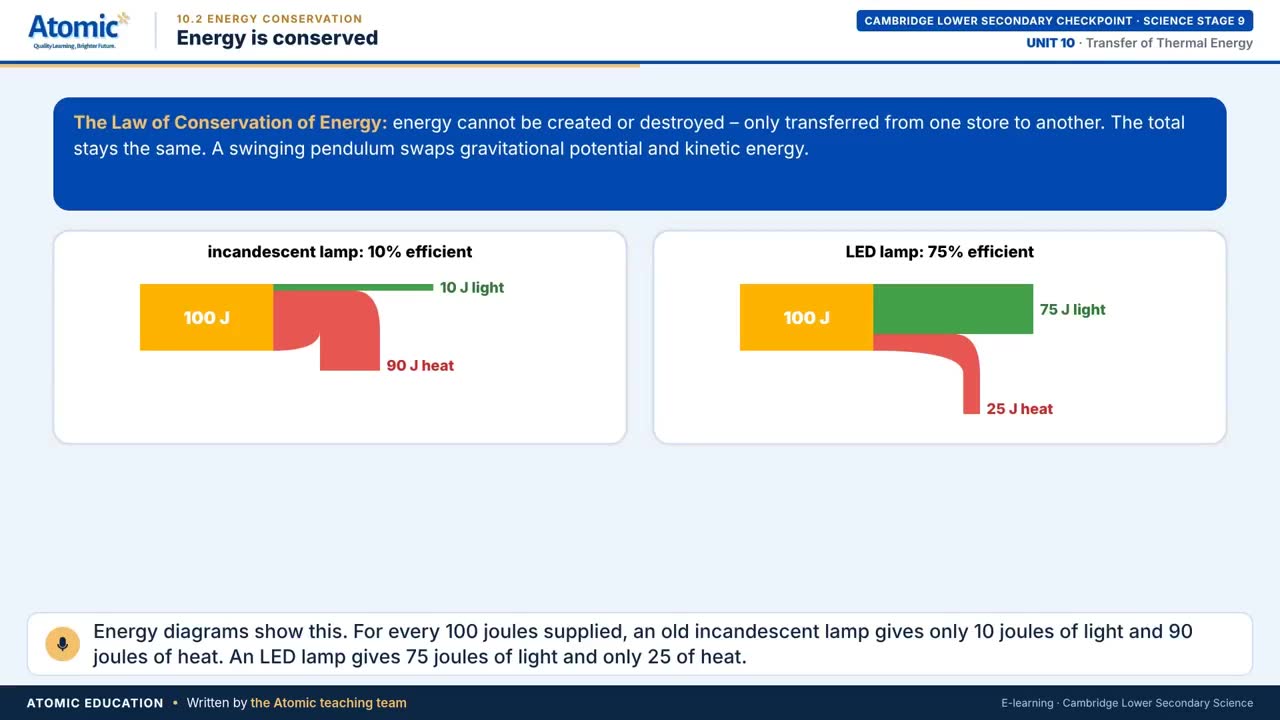 Atomic
Quality Learning, Brighter Future.
10.2 ENERGY CONSERVATION
Energy is conserved
CAMBRIDGE LOWER SECONDARY CHECKPOINT · SCIENCE STAGE 9
UNIT 10 · Transfer of Thermal Energy
The Law of Conservation of Energy: energy cannot be created or destroyed – only transferred from one store to another. The total
stays the same. A swinging pendulum swaps gravitational potential and kinetic energy.
incandescent lamp: 10% efficient
100 J
10 J light
90 J heat
LED lamp: 75% efficient
100 J
75 J light
25 J heat
Energy diagrams show this. For every 100 joules supplied, an old incandescent lamp gives only 10 joules of light and 90
joules of heat. An LED lamp gives 75 joules of light and only 25 of heat.
ATOMIC EDUCATION • Written by the Atomic teaching team
E-learning · Cambridge Lower Secondary Science